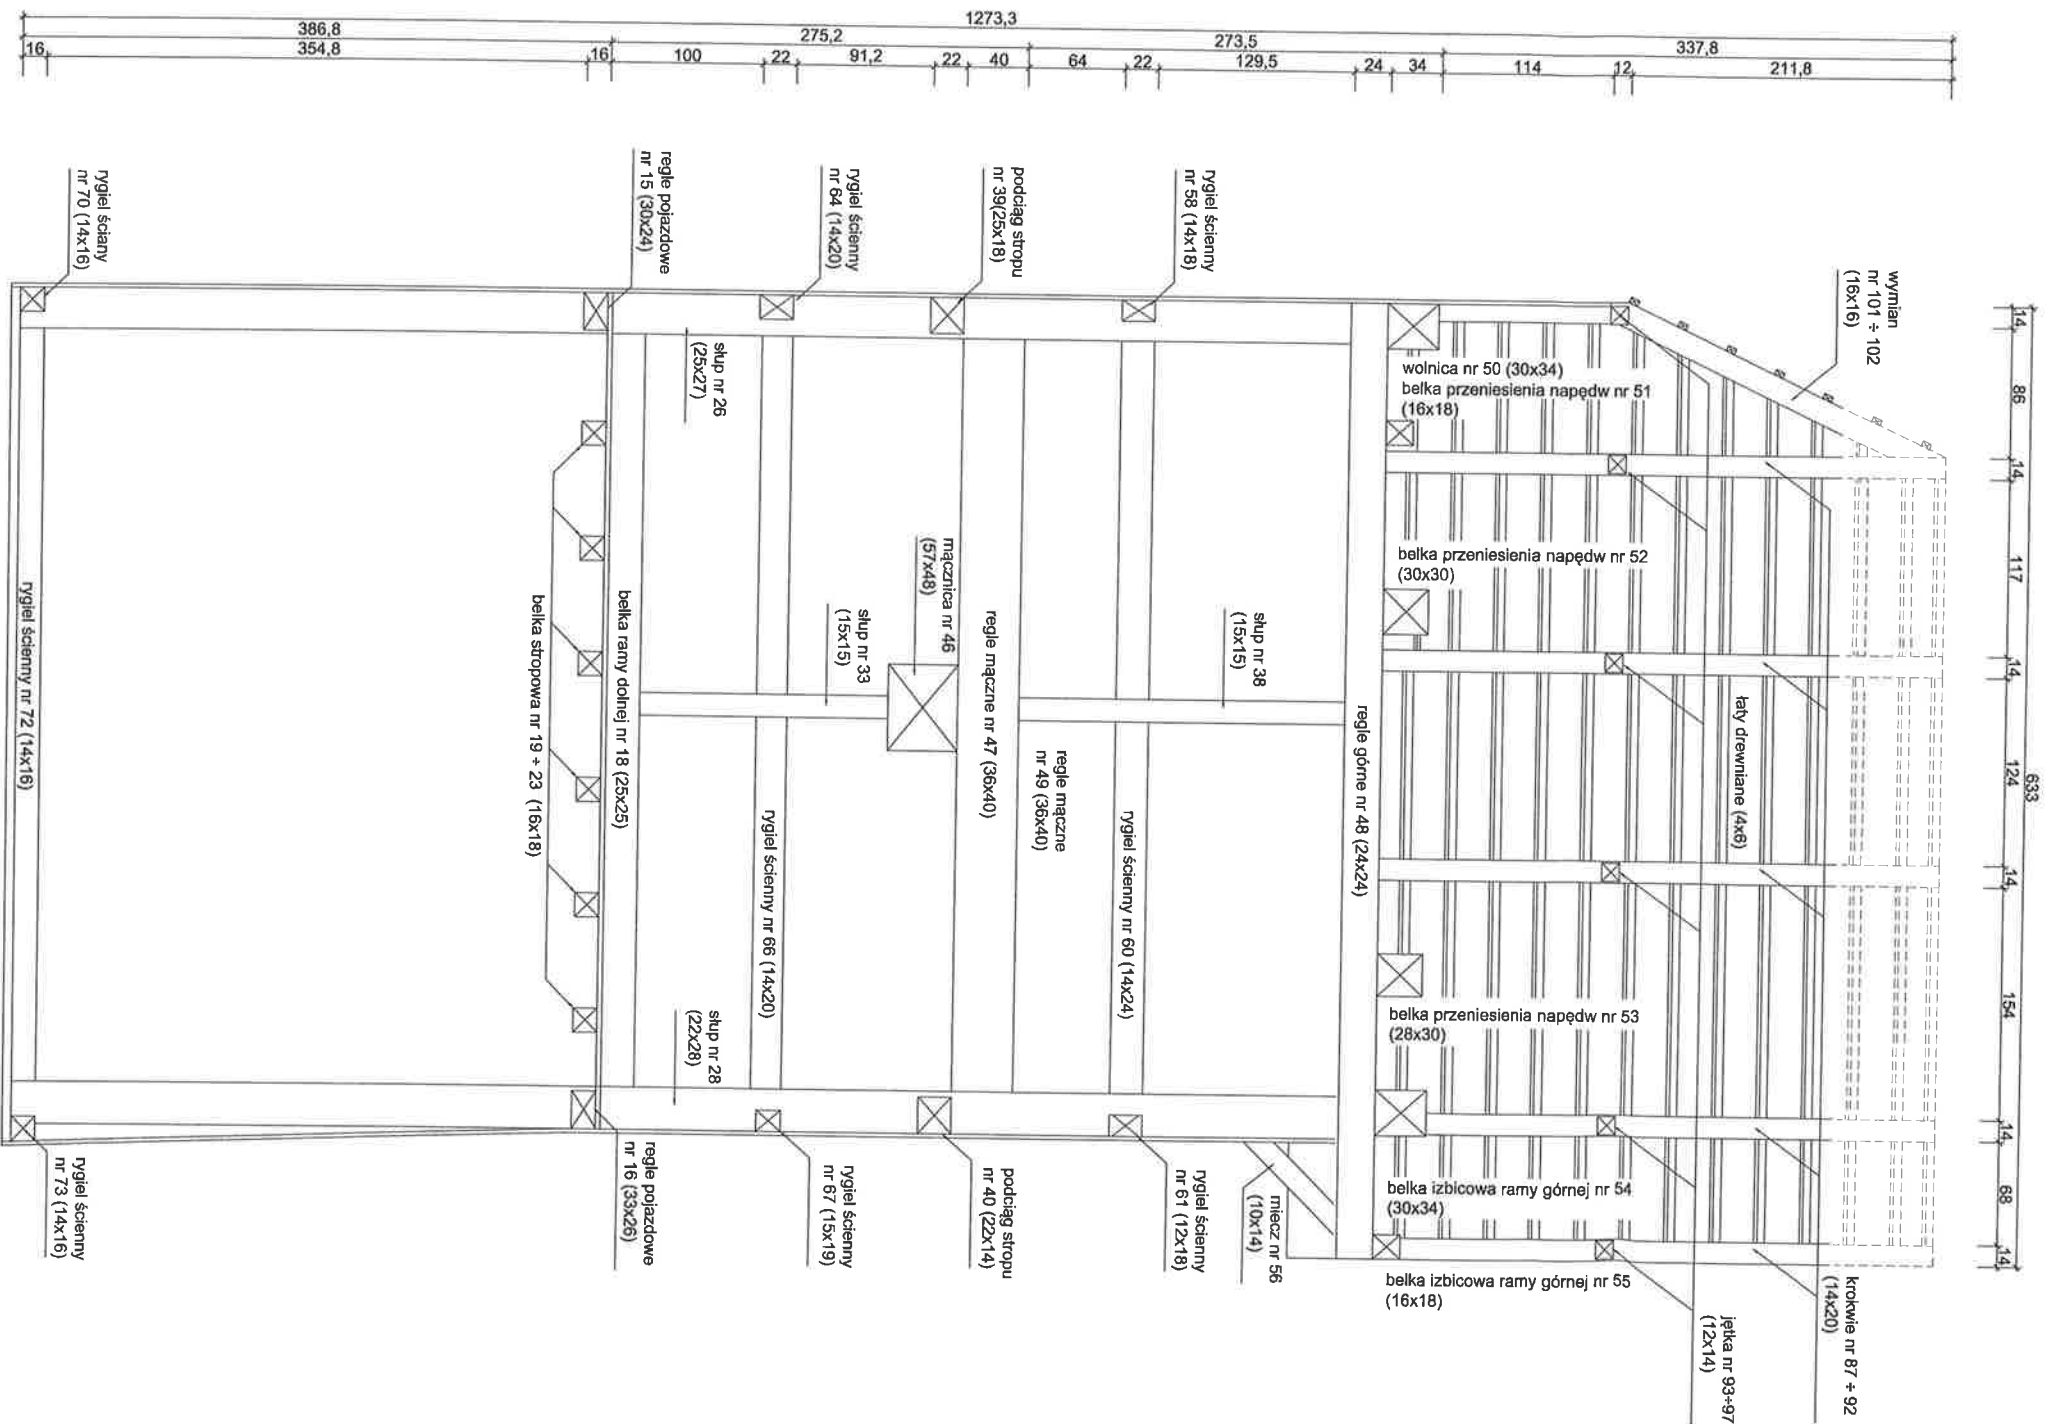 1273,3
386,8
275,2
273,5
337,8
16
354,8
16
100
22
91,2
22
40
64
22
129,5
24
34
114
12
211,8
rygiel ściany
nr 70 (14x16)
regle pojazdowe
nr 15 (30x24)
rygiel ścienny
nr 64 (14x20)
podciąg stropu
nr 39(25x18)
rygiel ścienny
nr 58 (14x18)
wymian
nr 101 ÷ 102
(16x16)
14
86
14
117
14
124
14
154
14
68
14
633
słup nr 26
(25x27)
wolnica nr 50 (30x34)
belka przeniesienia napędw nr 51
(16x18)
belka przeniesienia napędw nr 52
(30x30)
mącznica nr 46
(57x48)
słup nr 33
(15x15)
słup nr 38
(15x15)
rygiel ścienny nr 72 (14x16)
belka stropowa nr 19 ÷ 23 (16x18)
belka ramy dolnej nr 18 (25x25)
regle mączne nr 47 (36x40)
regle mączne
nr 49 (36x40)
regle górne nr 48 (24x24)
łaty drewniane (4x6)
rygiel ścienny nr 66 (14x20)
rygiel ścienny nr 60 (14x24)
słup nr 28
(22x28)
belka przeniesienia napędw nr 53
(28x30)
belka izbicowa ramy górnej nr 54
(30x34)
belka izbicowa ramy górnej nr 55
(16x18)
rygiel ścienny
nr 73 (14x16)
regle pojazdowe
nr 16 (33x26)
rygiel ścienny
nr 67 (15x19)
podciąg stropu
nr 40 (22x14)
rygiel ścienny
nr 61 (12x18)
miecz nr 56
(10x14)
jętka nr 93÷97
(12x14)
krokwie nr 87 ÷ 92
(14x20)